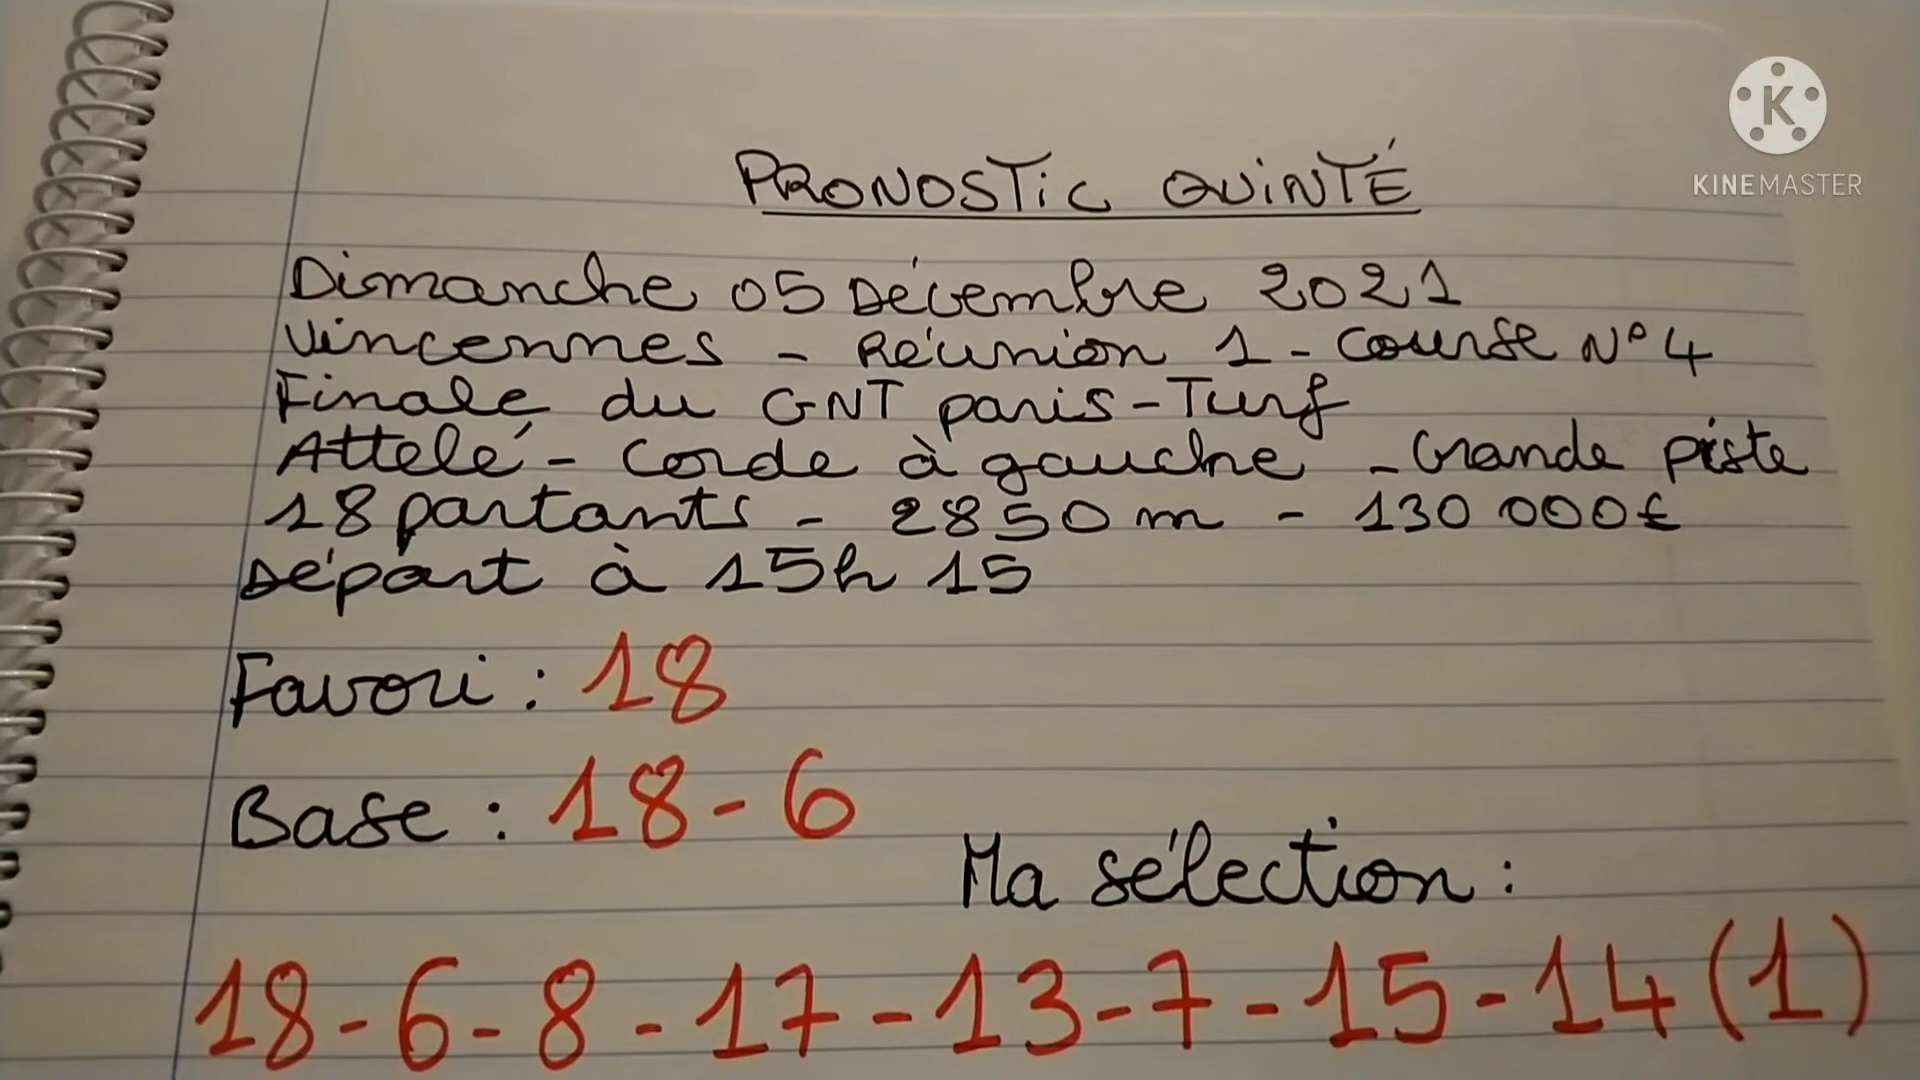 PRONOSTiC QUiNTÉ
Dimanche 05 Décembre 2021
Vincennes - Réunion 1 - Course N°4
Finale du GNT paris-Turf
Attelé - Corde à gauche - Grande piste
18 partants - 2850 m - 130 000€
Départ à 15h 15
Favori : 18
Base : 18 - 6
Ma sélection :
18 - 6 - 8 - 17 - 13 - 7 - 15 - 14 (1)
K
KINEMASTER